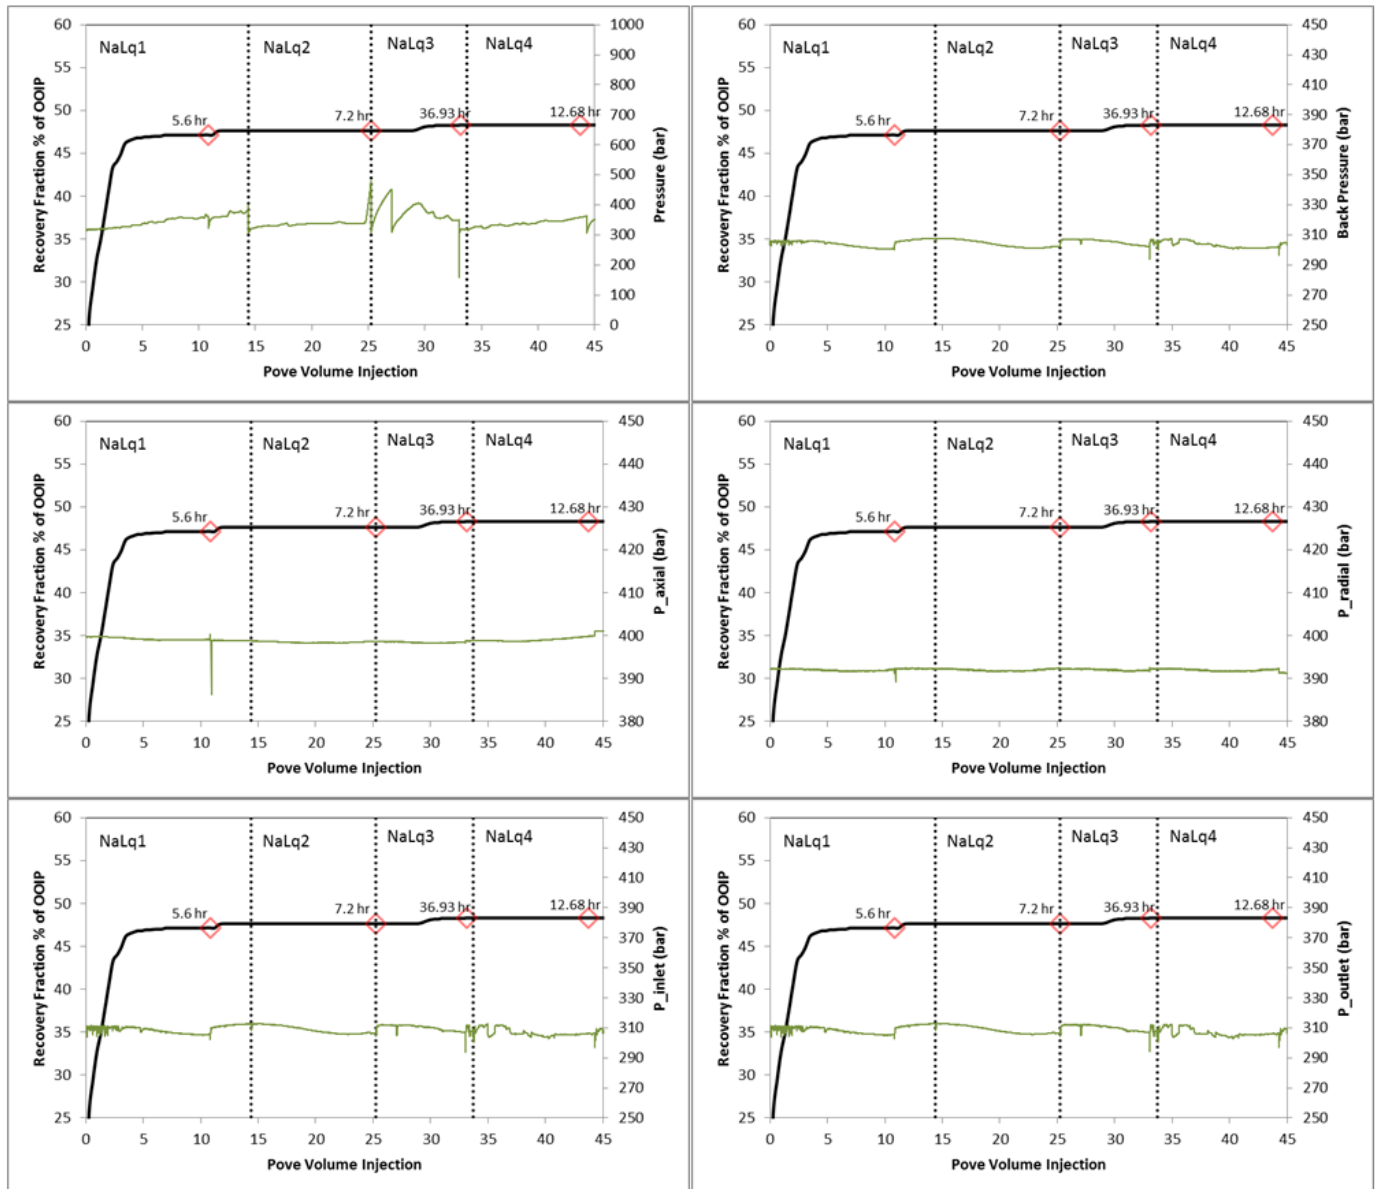 60 55 50 45 40 35 30 25
Recovery Fraction % of OOIP
NaLq1 NaLq2 NaLq3 NaLq4
5.6 hr 7.2 hr 36.93 hr 12.68 hr
1000 900 800 700 600 500 400 300 200 100 0
Pressure (bar)
0 5 10 15 20 25 30 35 40 45
Pove Volume Injection
60 55 50 45 40 35 30 25
Recovery Fraction % of OOIP
NaLq1 NaLq2 NaLq3 NaLq4
5.6 hr 7.2 hr 36.93 hr 12.68 hr
450 430 410 390 370 350 330 310 290 270 250
Back Pressure (bar)
0 5 10 15 20 25 30 35 40 45
Pove Volume Injection
60 55 50 45 40 35 30 25
Recovery Fraction % of OOIP
NaLq1 NaLq2 NaLq3 NaLq4
5.6 hr 7.2 hr 36.93 hr 12.68 hr
450 440 430 420 410 400 390 380
P_axial (bar)
0 5 10 15 20 25 30 35 40 45
Pove Volume Injection
60 55 50 45 40 35 30 25
Recovery Fraction % of OOIP
NaLq1 NaLq2 NaLq3 NaLq4
5.6 hr 7.2 hr 36.93 hr 12.68 hr
450 440 430 420 410 400 390 380
P_radial (bar)
0 5 10 15 20 25 30 35 40 45
Pove Volume Injection
60 55 50 45 40 35 30 25
Recovery Fraction % of OOIP
NaLq1 NaLq2 NaLq3 NaLq4
5.6 hr 7.2 hr 36.93 hr 12.68 hr
450 430 410 390 370 350 330 310 290 270 250
P_inlet (bar)
0 5 10 15 20 25 30 35 40 45
Pove Volume Injection
60 55 50 45 40 35 30 25
Recovery Fraction % of OOIP
NaLq1 NaLq2 NaLq3 NaLq4
5.6 hr 7.2 hr 36.93 hr 12.68 hr
450 430 410 390 370 350 330 310 290 270 250
P_outlet (bar)
0 5 10 15 20 25 30 35 40 45
Pove Volume Injection